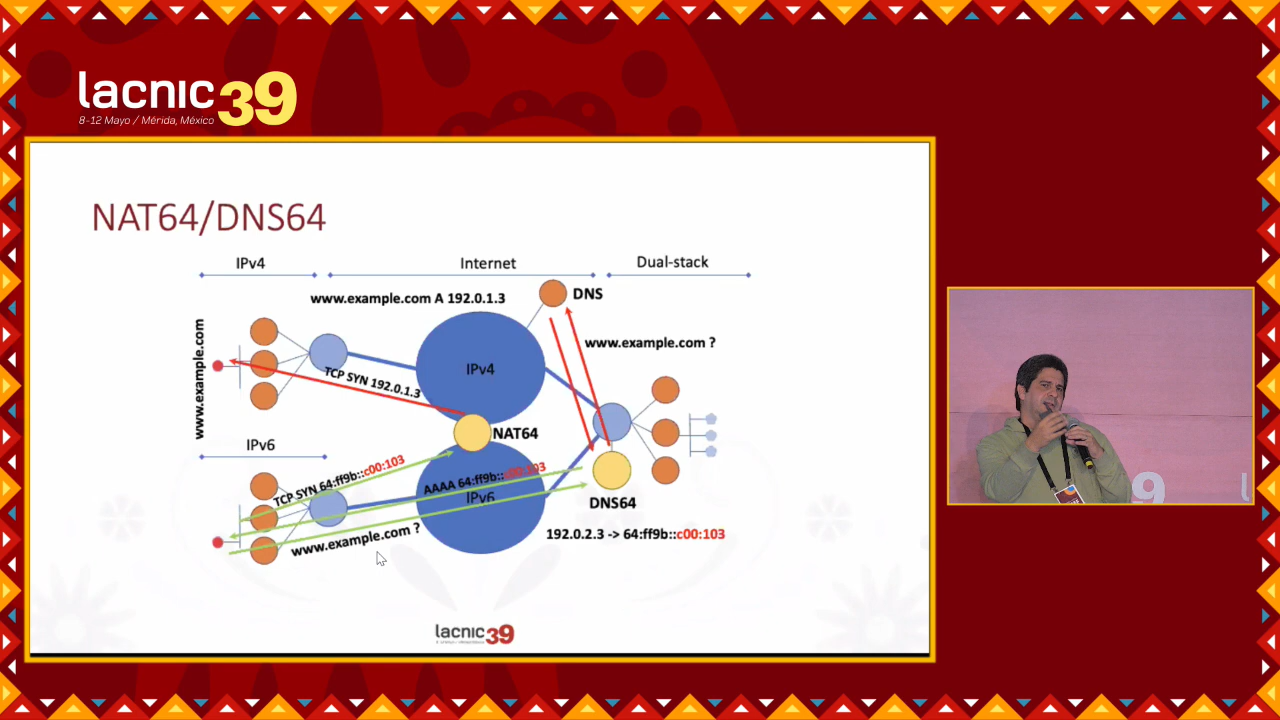 lacnic39
8-12 Mayo / Mérida, México
NAT64/DNS64
IPv4
Internet
Dual-stack
www.example.com A 192.0.1.3
DNS
www.example.com
www.example.com ?
IPv4
TCP SYN 192.0.1.3
NAT64
IPv6
TCP SYN 64:ff9b::c00:103
AAAA 64:ff9b::c00:103
IPv6
DNS64
www.example.com ?
192.0.2.3 -> 64:ff9b::c00:103
lacnic39
9